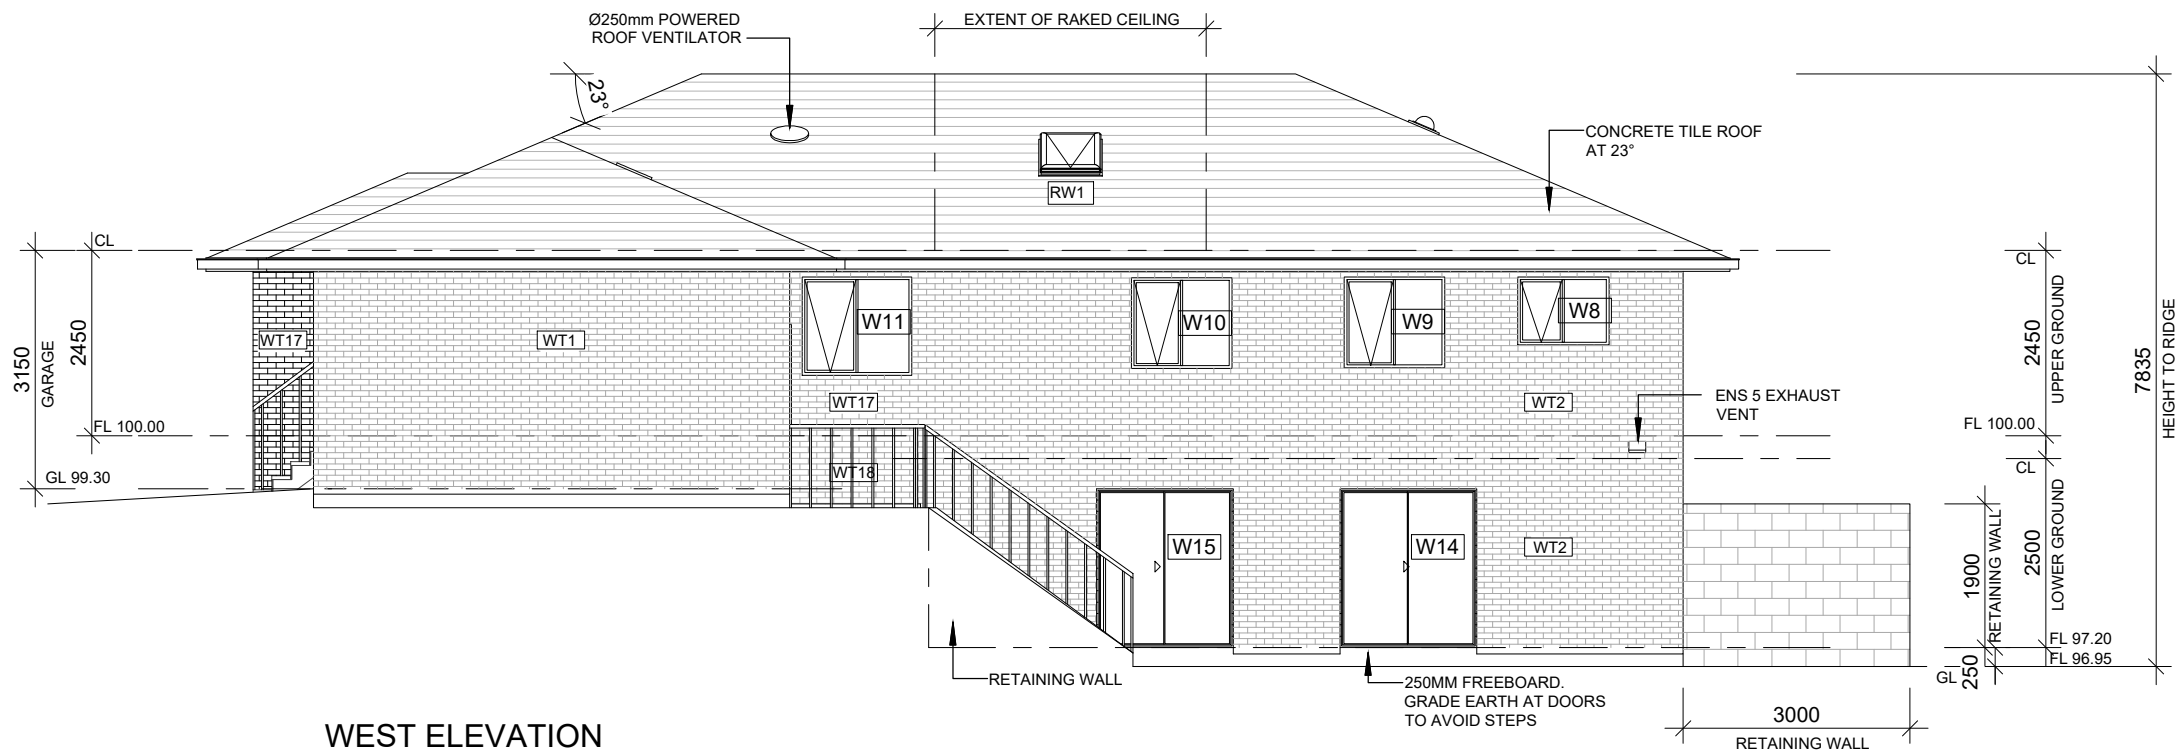 Ø250mm POWERED
ROOF VENTILATOR
EXTENT OF RAKED CEILING
23°
CONCRETE TILE ROOF
AT 23°
RW1
CL
CL
3150
GARAGE
2450
FL 100.00
GL 99.30
WT17
WT1
W11
W10
W9
W8
WT17
WT2
WT18
ENS 5 EXHAUST
VENT
W15
W14
WT2
2450
UPPER GROUND
7835
HEIGHT TO RIDGE
FL 100.00
CL
2500
LOWER GROUND
1900
RETAINING WALL
FL 97.20
FL 96.95
GL
250
RETAINING WALL
250MM FREEBOARD.
GRADE EARTH AT DOORS
TO AVOID STEPS
3000
RETAINING WALL
WEST ELEVATION